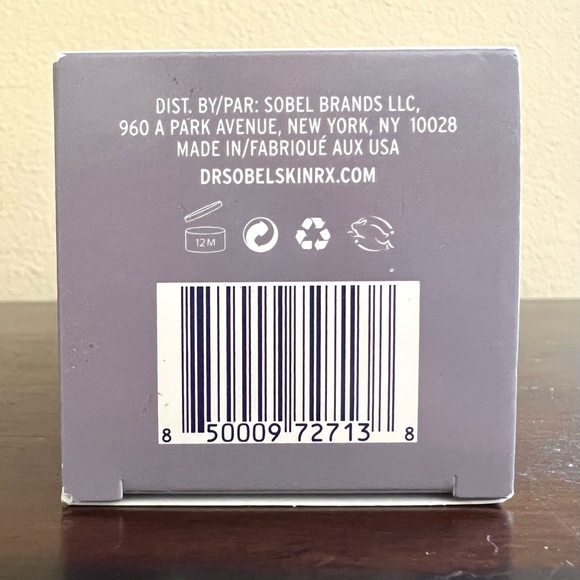 DIST. BY/PAR: SOBEL BRANDS LLC,
960 A PARK AVENUE, NEW YORK, NY 10028
MADE IN/FABRIQUÉ AUX USA
DRSOBELSKINRX.COM
12M
8 50009 72713 8